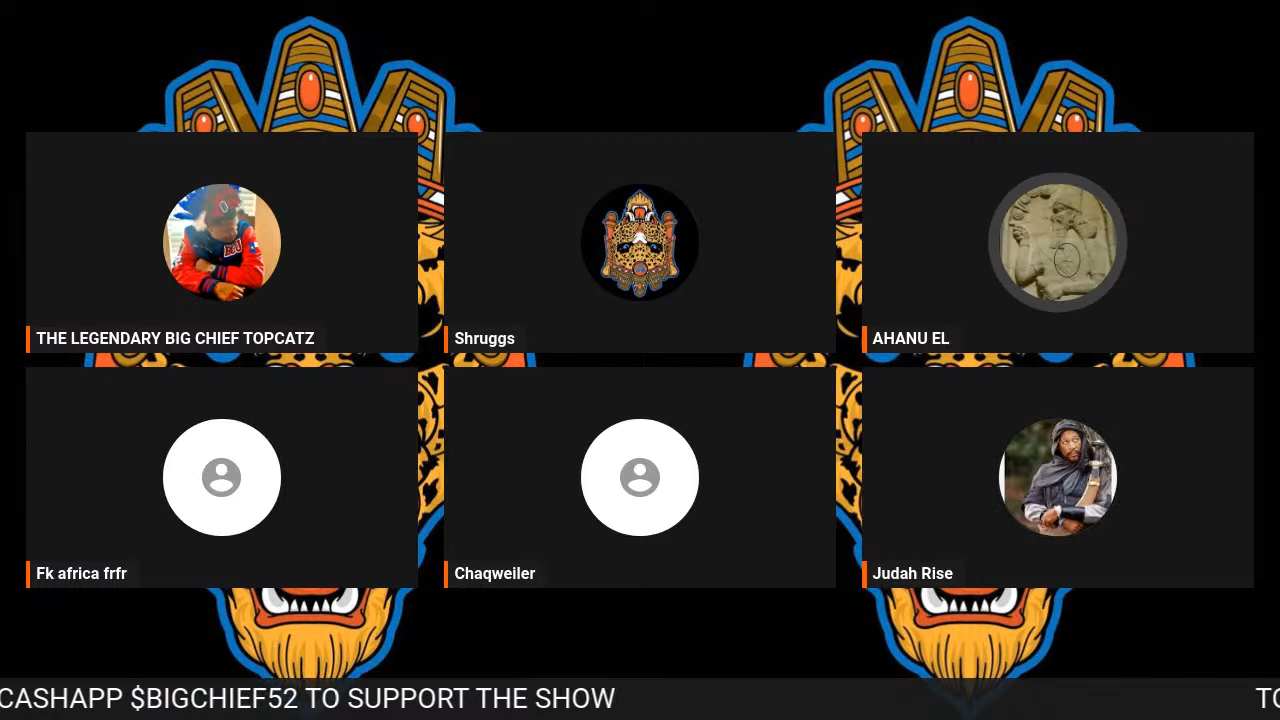 THE LEGENDARY BIG CHIEF TOPCATZ
Shruggs
AHANU EL
Fk africa frfr
Chaqweiler
Judah Rise
CASHAPP $BIGCHIEF52 TO SUPPORT THE SHOW